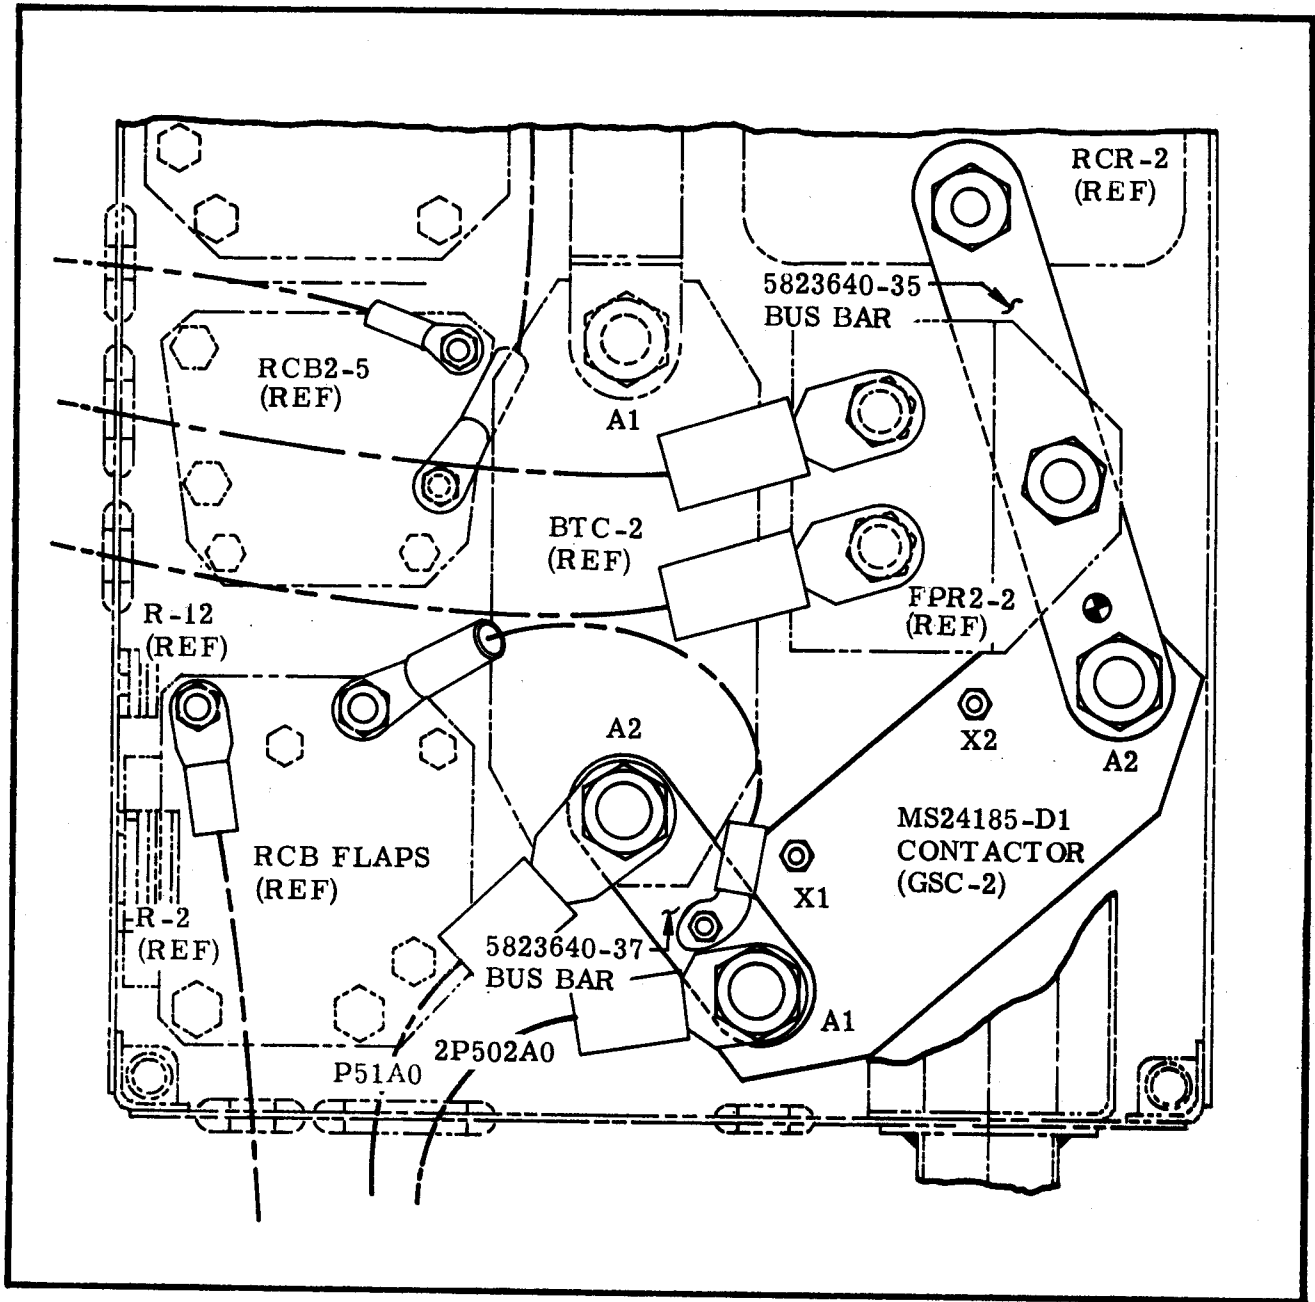 RCR-2
(REF)
5823640-35
BUS BAR
RCB2-5
(REF)
A1
BTC-2
(REF)
FPR2-2
(REF)
R-12
(REF)
X2
A2
A2
MS24185-D1
CONTACTOR
(GSC-2)
RCB FLAPS
(REF)
X1
R-2
(REF)
5823640-37
BUS BAR
A1
2P502A0
P51A0